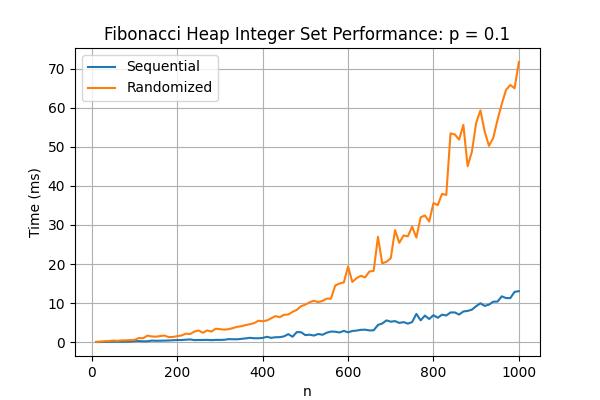 Fibonacci Heap Integer Set Performance: p = 0.1
Sequential
Randomized
70
60
50
40
30
20
10
0
Time (ms)
0 200 400 600 800 1000
n